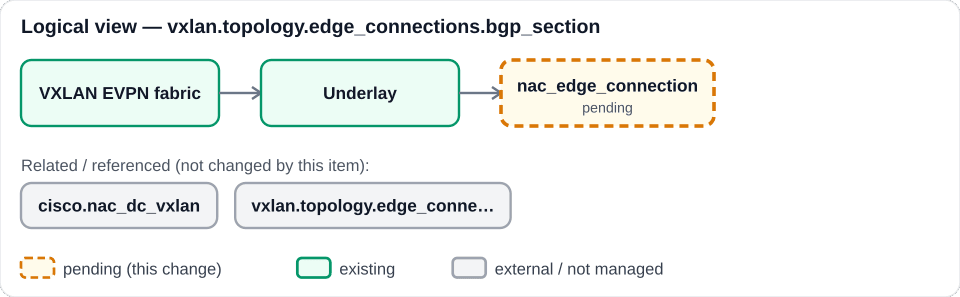 Logical view — vxlan.topology.edge_connections.bgp_section
VXLAN EVPN fabric
Underlay
nac_edge_connection
pending
Related / referenced (not changed by this item):
cisco.nac_dc_vxlan
vxlan.topology.edge_conne…
pending (this change)
existing
external / not managed